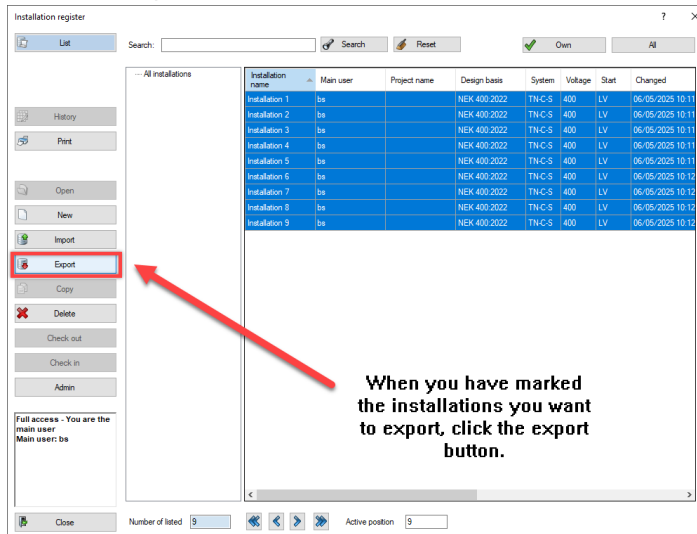 Installation register
? ×
List
Search:
Search
Reset
Own
All
All installations
Installation name Main user Project name Design basis System Voltage Start Changed
Installation 1 bs NEK 400:2022 TN-C-S 400 LV 06/05/2025 10:11
Installation 2 bs NEK 400:2022 TN-C-S 400 LV 06/05/2025 10:11
Installation 3 bs NEK 400:2022 TN-C-S 400 LV 06/05/2025 10:11
Installation 4 bs NEK 400:2022 TN-C-S 400 LV 06/05/2025 10:11
Installation 5 bs NEK 400:2022 TN-C-S 400 LV 06/05/2025 10:11
Installation 6 bs NEK 400:2022 TN-C-S 400 LV 06/05/2025 10:12
Installation 7 bs NEK 400:2022 TN-C-S 400 LV 06/05/2025 10:12
Installation 8 bs NEK 400:2022 TN-C-S 400 LV 06/05/2025 10:12
Installation 9 bs NEK 400:2022 TN-C-S 400 LV 06/05/2025 10:12
History
Print
Open
New
Import
Export
Copy
Delete
Check out
Check in
Admin
When you have marked
the installations you want
to export, click the export
button.
Full access - You are the
main user
Main user: bs
Close
Number of listed 9
Active position 9